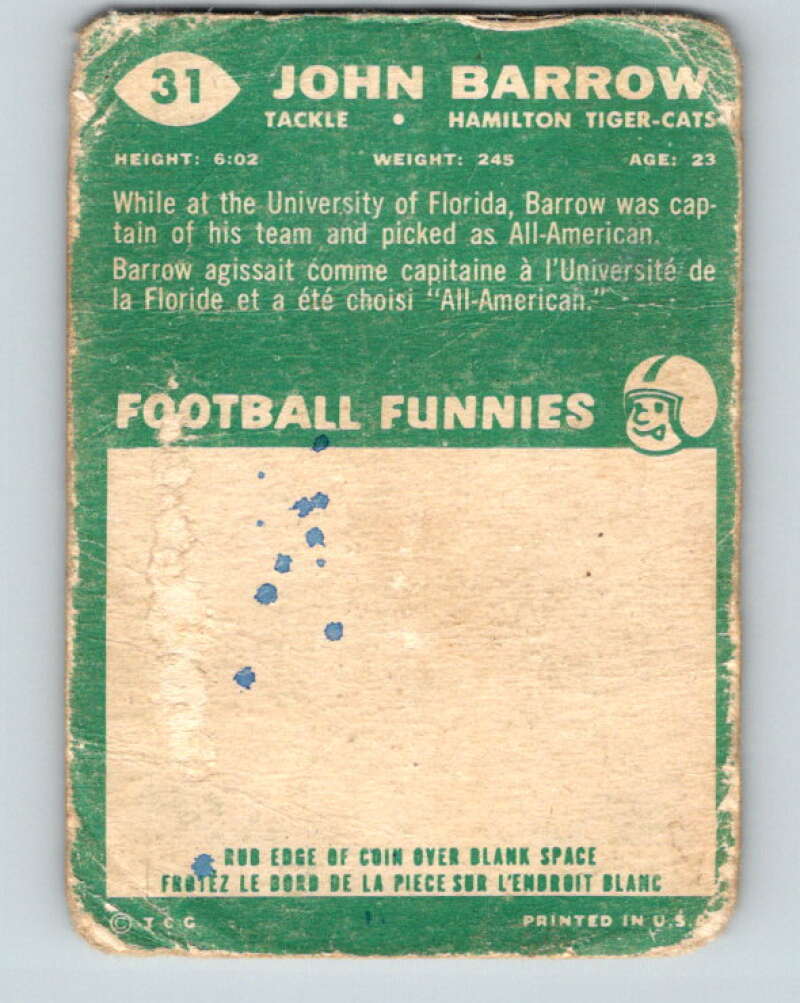 31 JOHN BARROW
TACKLE • HAMILTON TIGER-CATS
HEIGHT: 6:02 WEIGHT: 245 AGE: 23
While at the University of Florida, Barrow was cap-
tain of his team and picked as All-American.
Barrow agissait comme capitaine à l'Université de
la Floride et a été choisi "All-American."
FOOTBALL FUNNIES
RUB EDGE OF COIN OVER BLANK SPACE
FROTEZ LE BORD DE LA PIECE SUR L'ENDROIT BLANC
© T C G PRINTED IN U.S.A